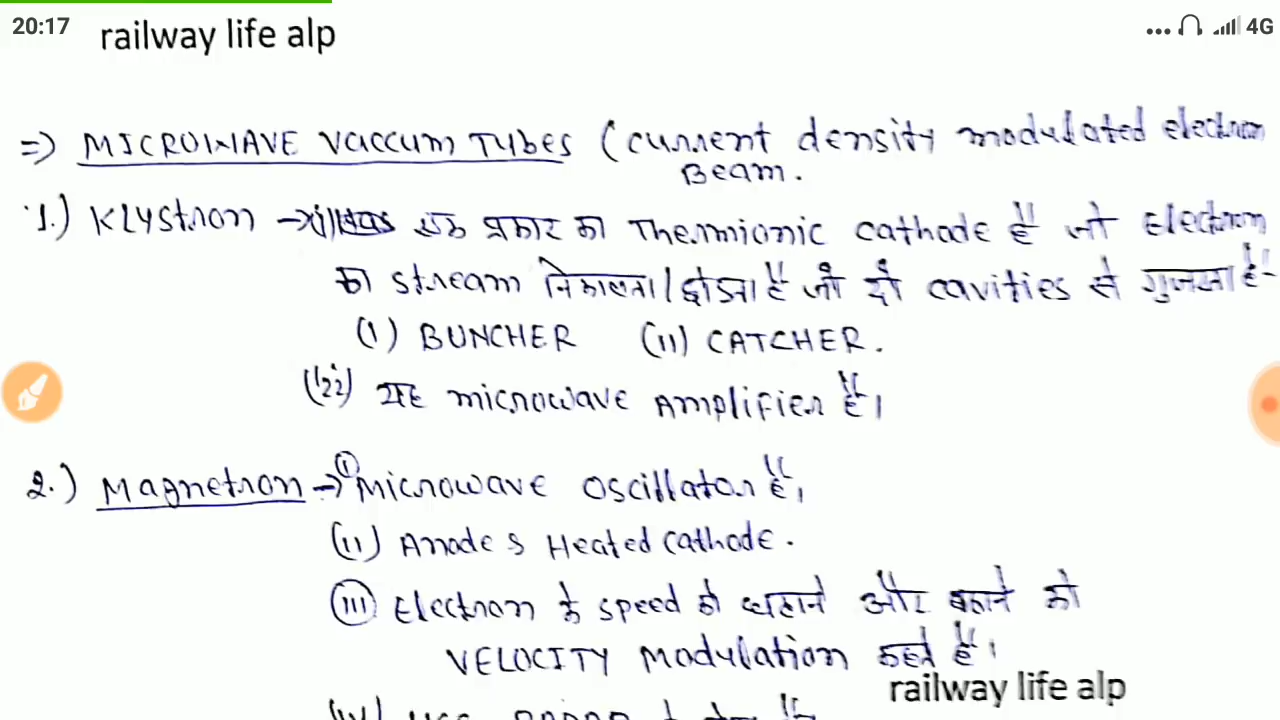 20:17 railway life alp ... 4G
=) MICROWAVE VACCUM TUBES (current density modulated electron
Beam.
1.) Klystron → एक प्रकार का Thermionic cathode है जो Electron
का stream निकालता/छोडता है जो दो cavities से गुजरता है-
(i) BUNCHER (ii) CATCHER.
(ii) यह microwave Amplifier है।
2.) Magnetron → (i) Microwave oscillator है।
(ii) Anode & Heated cathode.
(iii) Electron के speed को घटाने और बढाने को
VELOCITY Modulation कहते है।
railway life alp
(iv)